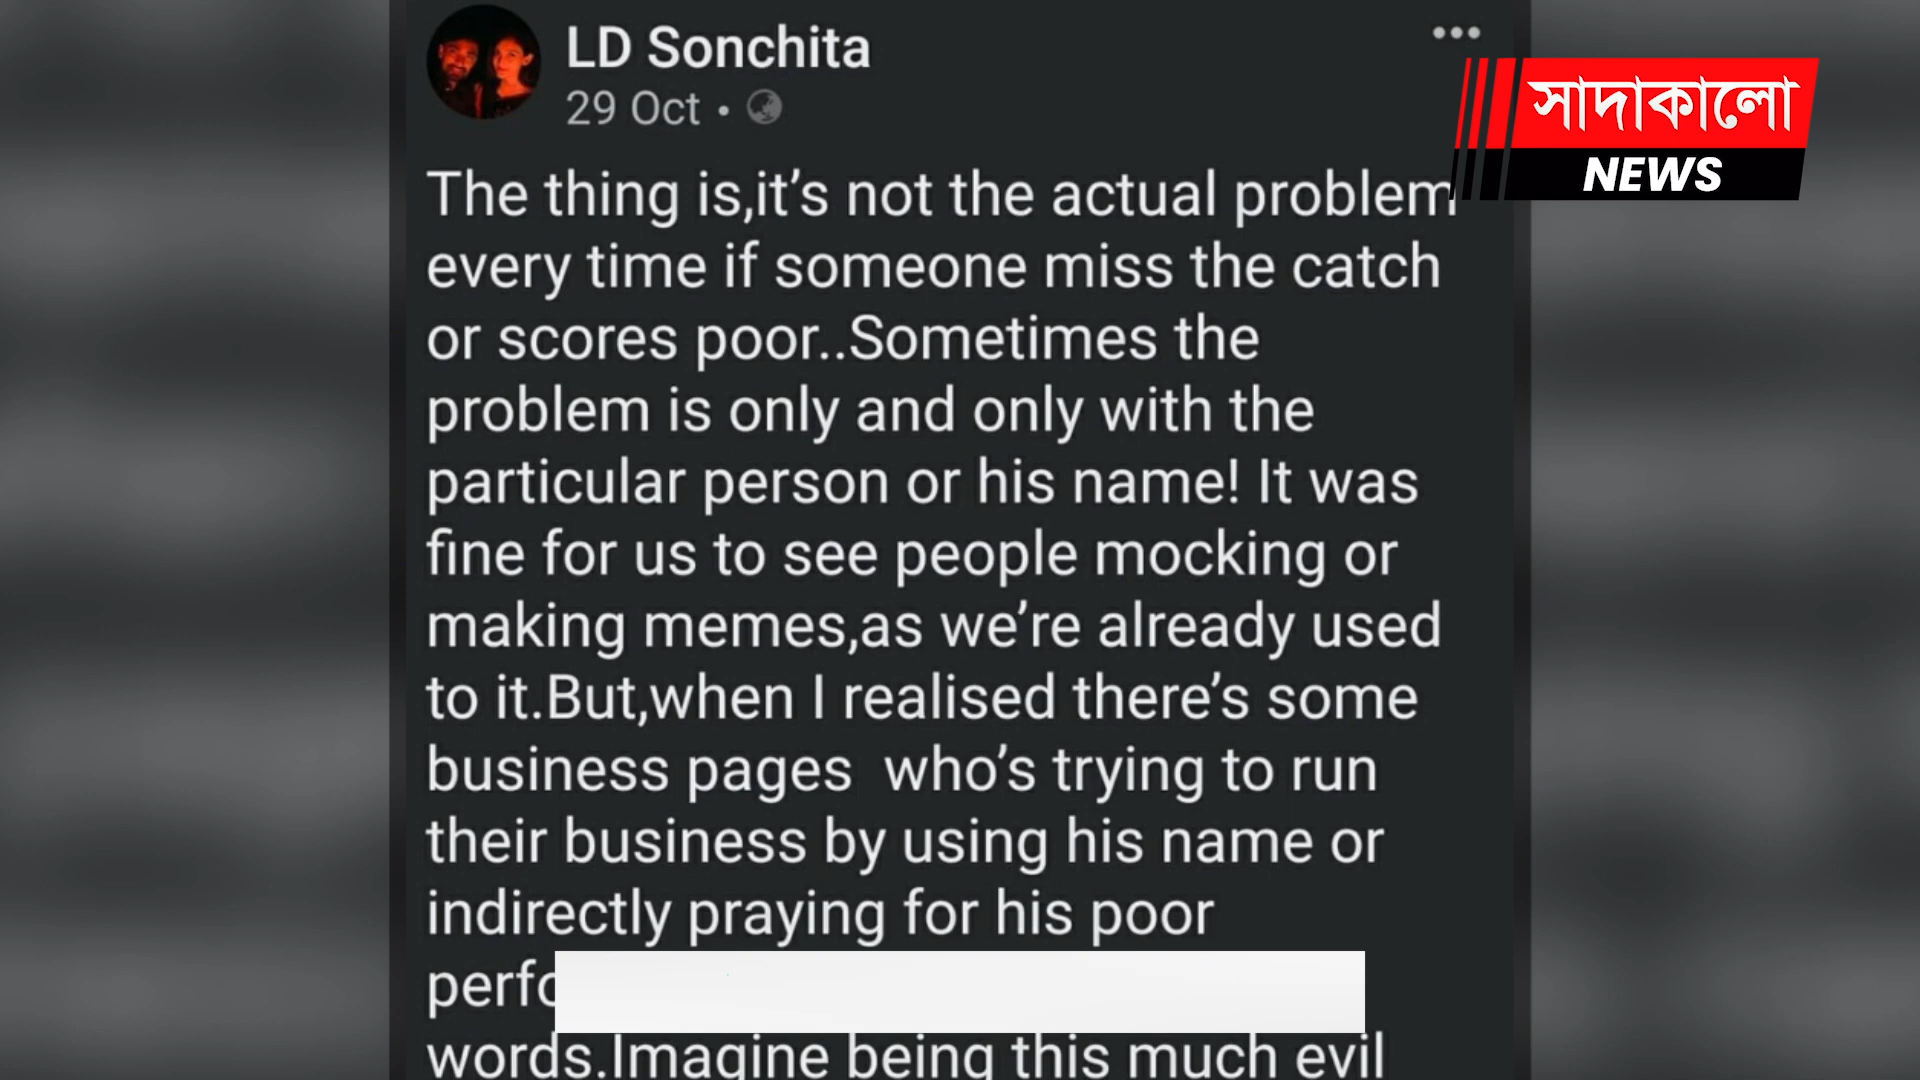 LD Sonchita
29 Oct
সাদাকালো
NEWS
The thing is,it’s not the actual problem
every time if someone miss the catch
or scores poor..Sometimes the
problem is only and only with the
particular person or his name! It was
fine for us to see people mocking or
making memes,as we’re already used
to it.But,when I realised there’s some
business pages  who’s trying to run
their business by using his name or
indirectly praying for his poor
words.Imagine being this much evil